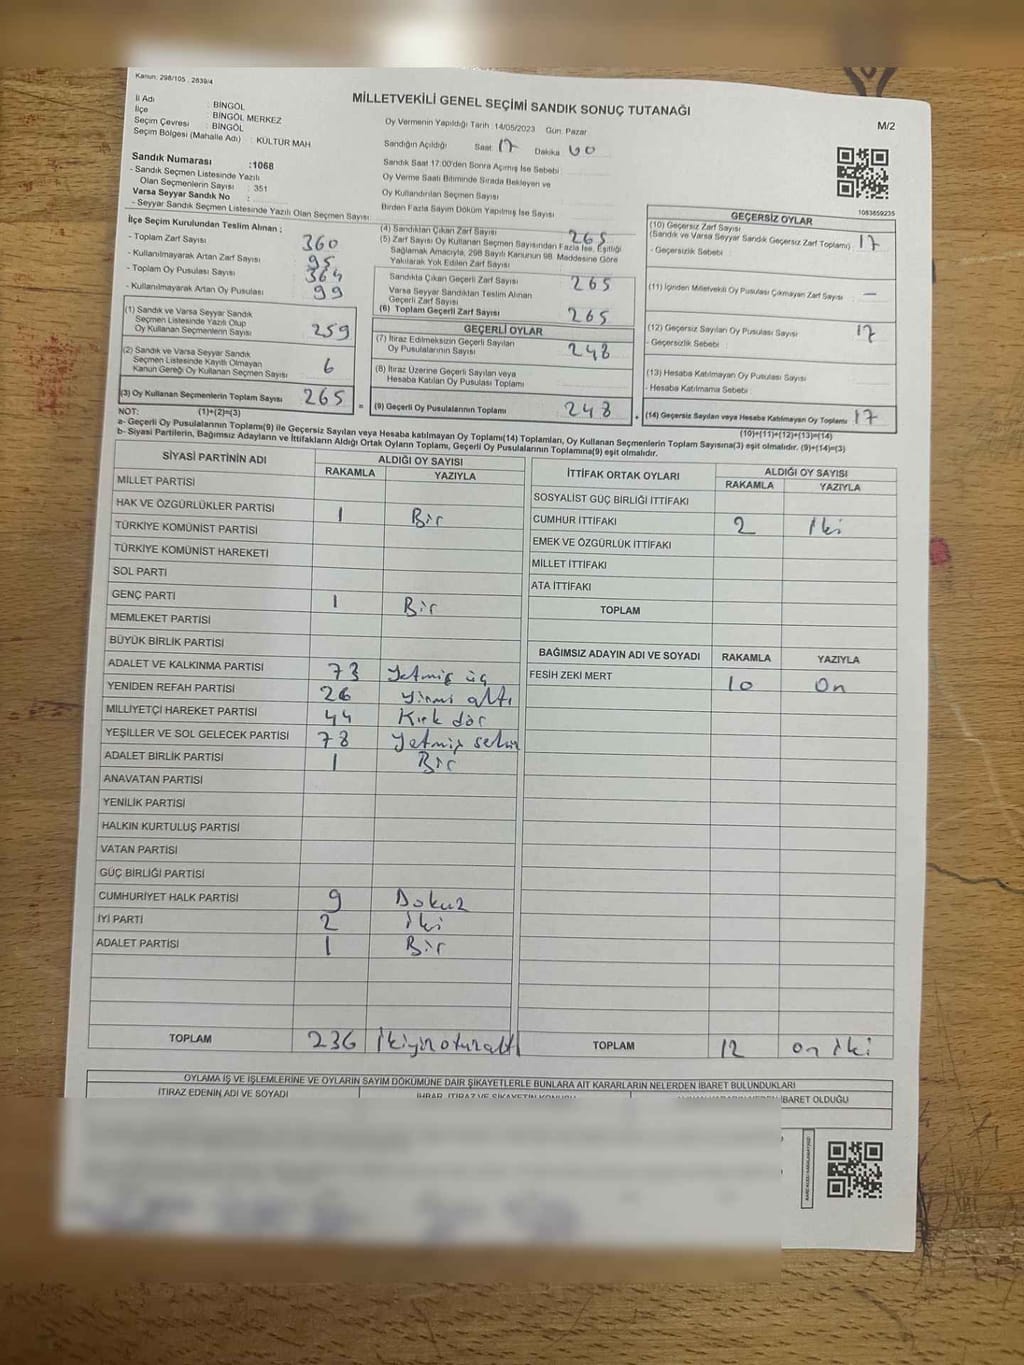 Kanun: 298/105 , 2839/4
MİLLETVEKİLİ GENEL SEÇİMİ SANDIK SONUÇ TUTANAĞI
M/2
İl Adı : BİNGÖL
İlçe : BİNGÖL MERKEZ
Seçim Çevresi : BİNGÖL
Seçim Bölgesi (Mahalle Adı) : KÜLTÜR MAH
Sandık Numarası :1068
- Sandık Seçmen Listesinde Yazılı
Olan Seçmenlerin Sayısı : 351
Varsa Seyyar Sandık No :
- Seyyar Sandık Seçmen Listesinde Yazılı Olan Seçmen Sayısı :
Oy Vermenin Yapıldığı Tarih :14/05/2023 Gün: Pazar
Sandığın Açıldığı Saat 17 Dakika 00
Sandık Saat 17:00'den Sonra Açılmış İse Sebebi :
Oy Verme Saati Bitiminde Sırada Bekleyen ve
Oy Kullandırılan Seçmen Sayısı :
Birden Fazla Sayım Döküm Yapılmış İse Sayısı :
1083859235
İlçe Seçim Kurulundan Teslim Alınan ;
- Toplam Zarf Sayısı 360
- Kullanılmayarak Artan Zarf Sayısı 95
- Toplam Oy Pusulası Sayısı 364
- Kullanılmayarak Artan Oy Pusulası 99
(1) Sandık ve Varsa Seyyar Sandık
Seçmen Listesinde Yazılı Olup
Oy Kullanan Seçmenlerin Sayısı 259
(2) Sandık ve Varsa Seyyar Sandık
Seçmen Listesinde Kayıtlı Olmayan
Kanun Gereği Oy Kullanan Seçmen Sayısı 6
(3) Oy Kullanan Seçmenlerin Toplam Sayısı 265
(4) Sandıktan Çıkan Zarf Sayısı 265
(5) Zarf Sayısı Oy Kullanan Seçmen Sayısından Fazla İse, Eşitliği
Sağlamak Amacıyla, 298 Sayılı Kanunun 98. Maddesine Göre
Yakılarak Yok Edilen Zarf Sayısı
Sandıkta Çıkan Geçerli Zarf Sayısı 265
Varsa Seyyar Sandıktan Teslim Alınan
Geçerli Zarf Sayısı
(6) Toplam Geçerli Zarf Sayısı 265
GEÇERLİ OYLAR
(7) İtiraz Edilmeksizin Geçerli Sayılan
Oy Pusulalarının Sayısı 248
(8) İtiraz Üzerine Geçerli Sayılan veya
Hesaba Katılan Oy Pusulası Toplamı
(9) Geçerli Oy Pusulalarının Toplamı 248
GEÇERSİZ OYLAR
(10) Geçersiz Zarf Sayısı
(Sandık ve Varsa Seyyar Sandık Geçersiz Zarf Toplamı) 17
- Geçersizlik Sebebi :
(11) İçinden Milletvekili Oy Pusulası Çıkmayan Zarf Sayısı : -
(12) Geçersiz Sayılan Oy Pusulası Sayısı 17
- Geçersizlik Sebebi :
(13) Hesaba Katılmayan Oy Pusulası Sayısı
- Hesaba Katılmama Sebebi :
(14) Geçersiz Sayılan veya Hesaba Katılmayan Oy Toplamı 17
NOT: (1)+(2)=(3)
(10)+(11)+(12)+(13)=(14)
a- Geçerli Oy Pusulalarının Toplamı(9) ile Geçersiz Sayılan veya Hesaba katılmayan Oy Toplamı(14) Toplamları, Oy Kullanan Seçmenlerin Toplam Sayısına(3) eşit olmalıdır. (9)+(14)=(3)
b- Siyasi Partilerin, Bağımsız Adayların ve İttifakların Aldığı Ortak Oyların Toplamı, Geçerli Oy Pusulalarının Toplamına(9) eşit olmalıdır.
SİYASİ PARTİNİN ADI ALDIĞI OY SAYISI
RAKAMLA YAZIYLA
MİLLET PARTİSİ
HAK VE ÖZGÜRLÜKLER PARTİSİ 1 Bir
TÜRKİYE KOMÜNİST PARTİSİ
TÜRKİYE KOMÜNİST HAREKETİ
SOL PARTİ
GENÇ PARTİ 1 Bir
MEMLEKET PARTİSİ
BÜYÜK BİRLİK PARTİSİ
ADALET VE KALKINMA PARTİSİ 73 Yetmiş üç
YENİDEN REFAH PARTİSİ 26 Yirmi altı
MİLLİYETÇİ HAREKET PARTİSİ 44 Kırk dör
YEŞİLLER VE SOL GELECEK PARTİSİ 78 Yetmiş
ADALET BİRLİK PARTİSİ 1 Bir
ANAVATAN PARTİSİ
YENİLİK PARTİSİ
HALKIN KURTULUŞ PARTİSİ
VATAN PARTİSİ
GÜÇ BİRLİĞİ PARTİSİ
CUMHURİYET HALK PARTİSİ 9 Dokuz
İYİ PARTİ 2 iki
ADALET PARTİSİ 1 Bir
TOPLAM 236
İTTİFAK ORTAK OYLARI ALDIĞI OY SAYISI
RAKAMLA YAZIYLA
SOSYALİST GÜÇ BİRLİĞİ İTTİFAKI
CUMHUR İTTİFAKI 2 iki
EMEK VE ÖZGÜRLÜK İTTİFAKI
MİLLET İTTİFAKI
ATA İTTİFAKI
TOPLAM
BAĞIMSIZ ADAYIN ADI VE SOYADI RAKAMLA YAZIYLA
FESİH ZEKİ MERT 10 On
TOPLAM 12 on iki
OYLAMA İŞ VE İŞLEMLERİNE VE OYLARIN SAYIM DÖKÜMÜNE DAİR ŞİKAYETLERLE BUNLARA AİT KARARLARIN NELERDEN İBARET BULUNDUKLARI
İTİRAZ EDENİN ADI VE SOYADI
İBARET OLDUĞU